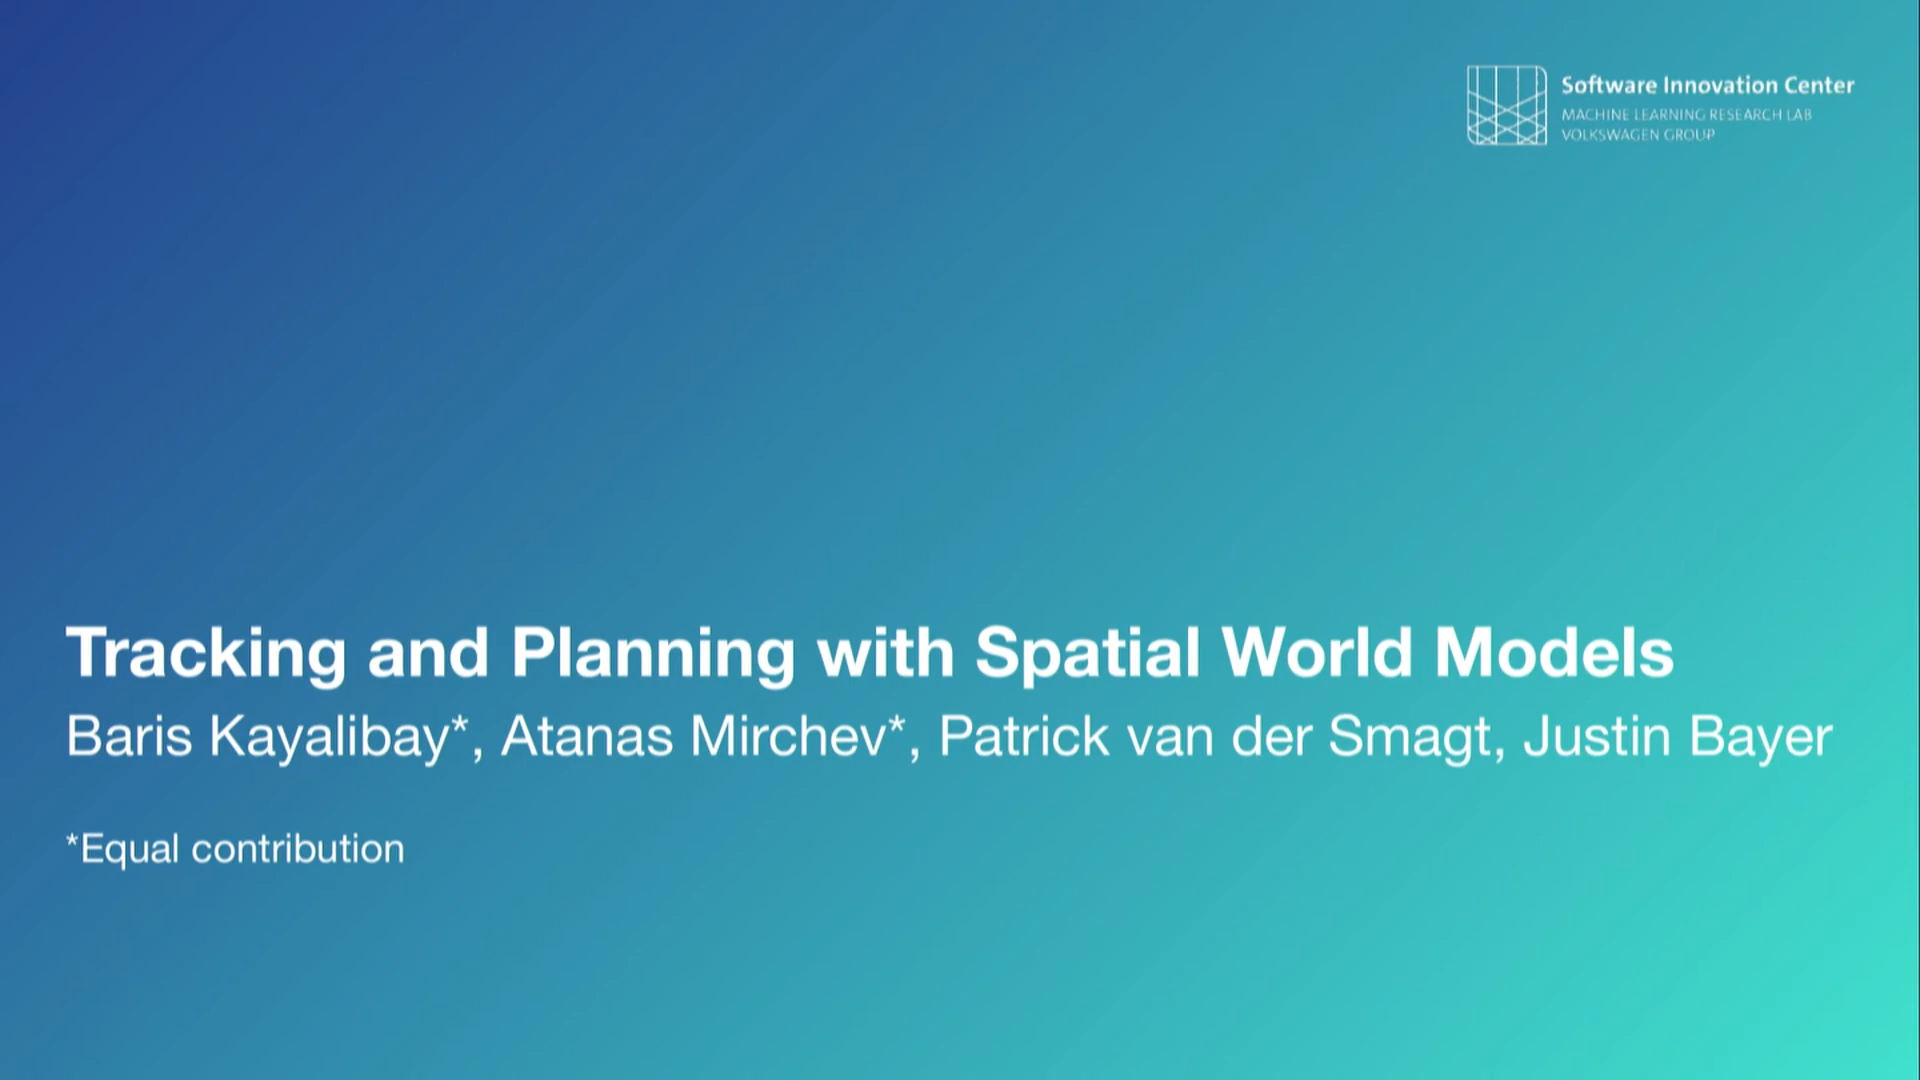 Software Innovation Center
MACHINE LEARNING RESEARCH LAB
VOLKSWAGEN GROUP
Tracking and Planning with Spatial World Models
Baris Kayalibay*, Atanas Mirchev*, Patrick van der Smagt, Justin Bayer
*Equal contribution